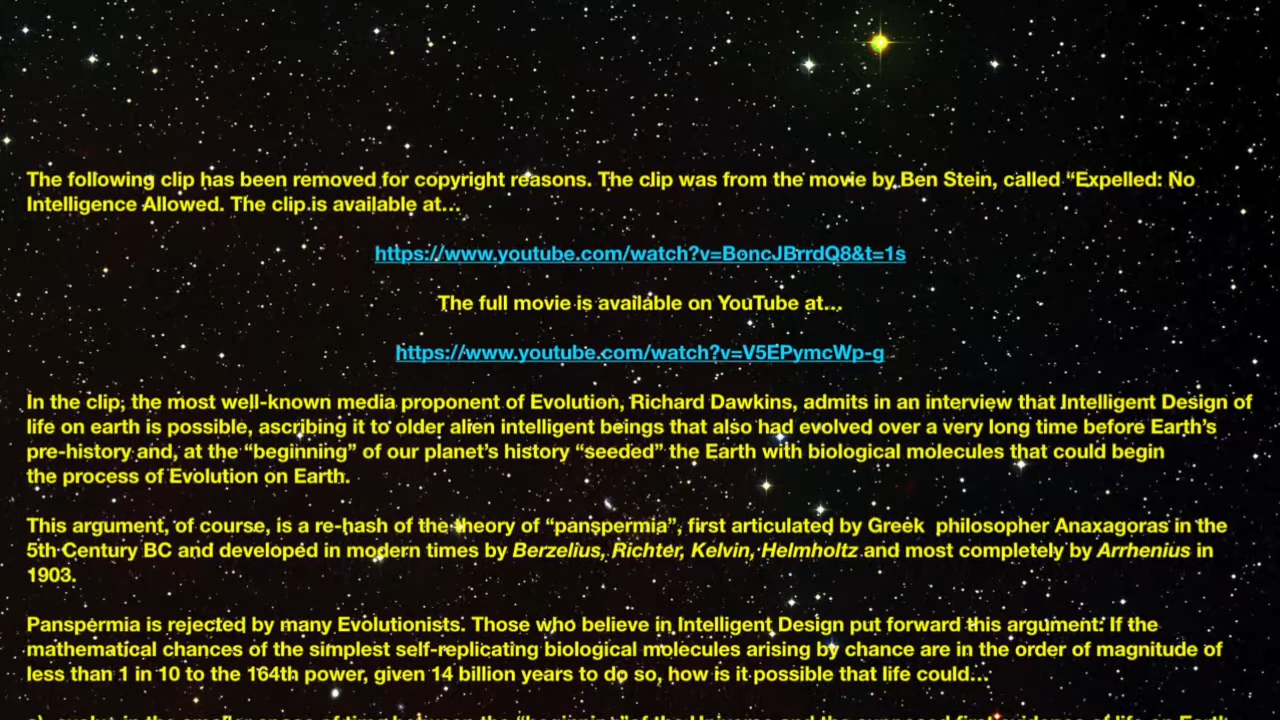 The following clip has been removed for copyright reasons. The clip was from the movie by Ben Stein, called “Expelled: No
Intelligence Allowed. The clip is available at…
https://www.youtube.com/watch?v=BoncJBrrdQ8&t=1s
The full movie is available on YouTube at…
https://www.youtube.com/watch?v=V5EPymcWp-g
In the clip, the most well-known media proponent of Evolution, Richard Dawkins, admits in an interview that Intelligent Design of
life on earth is possible, ascribing it to older alien intelligent beings that also had evolved over a very long time before Earth’s
pre-history and, at the “beginning” of our planet’s history “seeded” the Earth with biological molecules that could begin
the process of Evolution on Earth.
This argument, of course, is a re-hash of the theory of “panspermia”, first articulated by Greek philosopher Anaxagoras in the
5th Century BC and developed in modern times by Berzelius, Richter, Kelvin, Helmholtz and most completely by Arrhenius in
1903.
Panspermia is rejected by many Evolutionists. Those who believe in Intelligent Design put forward this argument: If the
mathematical chances of the simplest self-replicating biological molecules arising by chance are in the order of magnitude of
less than 1 in 10 to the 164th power, given 14 billion years to do so, how is it possible that life could…